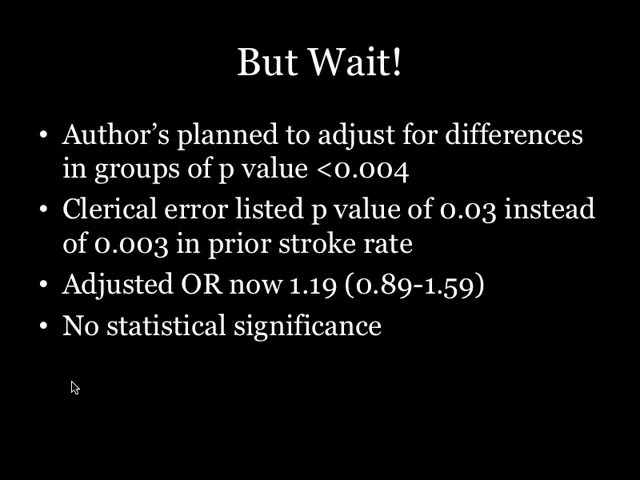 But Wait!
• Author's planned to adjust for differences
in groups of p value <0.004
• Clerical error listed p value of 0.03 instead
of 0.003 in prior stroke rate
• Adjusted OR now 1.19 (0.89-1.59)
• No statistical significance